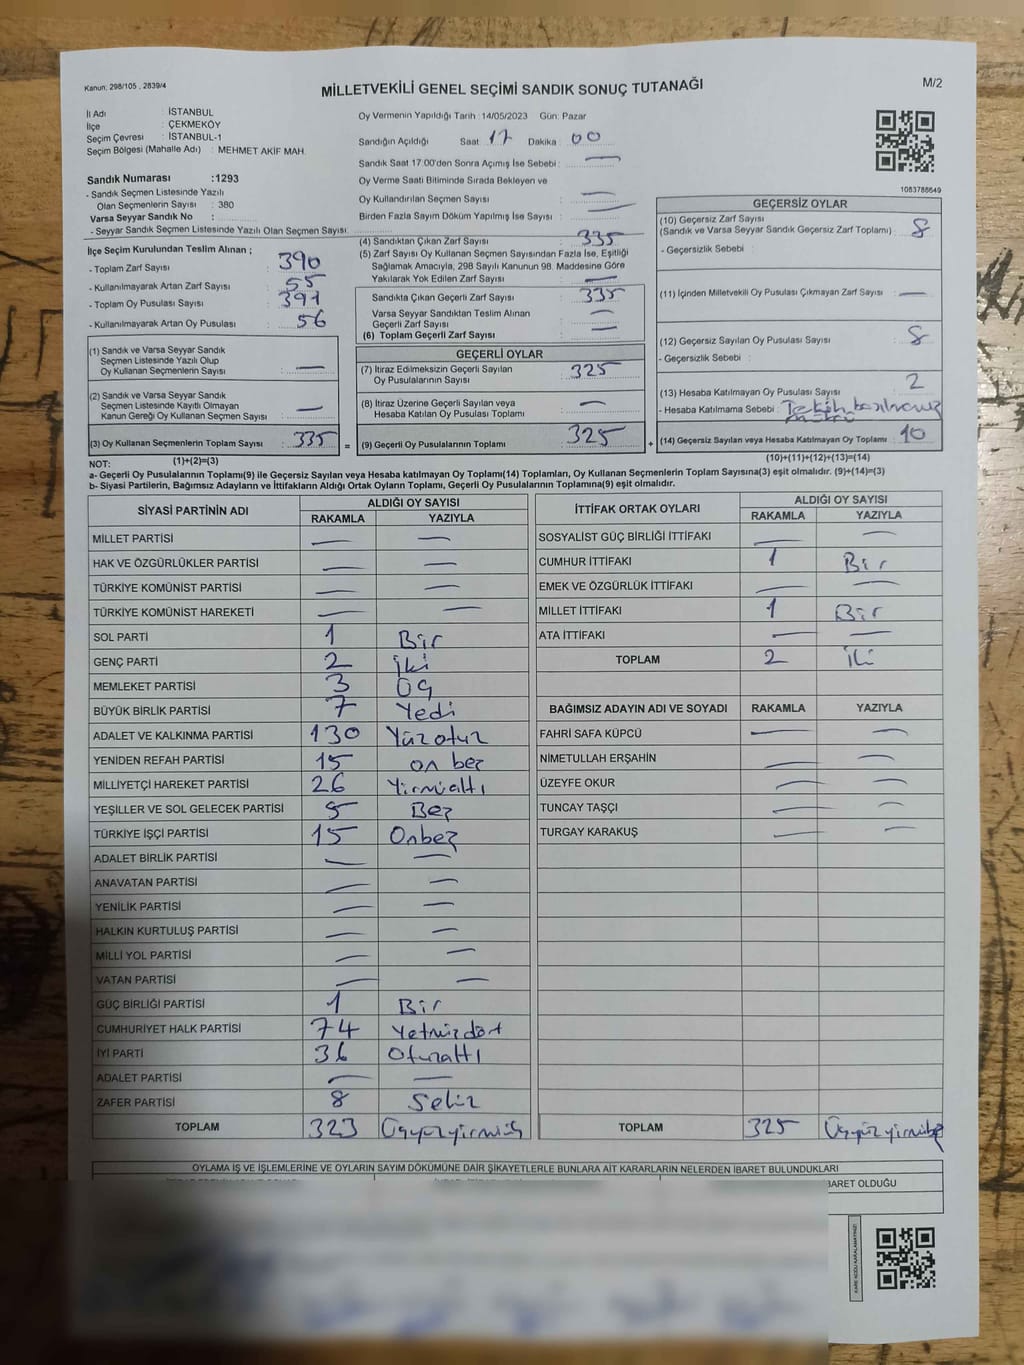 Kanun: 298/105 , 2839/4
MİLLETVEKİLİ GENEL SEÇİMİ SANDIK SONUÇ TUTANAĞI
M/2
İl Adı : İSTANBUL
İlçe : ÇEKMEKÖY
Seçim Çevresi : İSTANBUL-1
Seçim Bölgesi (Mahalle Adı) : MEHMET AKİF MAH.
Sandık Numarası :1293
- Sandık Seçmen Listesinde Yazılı
Olan Seçmenlerin Sayısı : 380
Varsa Seyyar Sandık No :
- Seyyar Sandık Seçmen Listesinde Yazılı Olan Seçmen Sayısı:
Oy Vermenin Yapıldığı Tarih :14/05/2023 Gün: Pazar
Sandığın Açıldığı Saat 17 Dakika : 00
Sandık Saat 17:00'den Sonra Açımış İse Sebebi : —
Oy Verme Saati Bitiminde Sırada Bekleyen ve
Oy Kullandırılan Seçmen Sayısı : —
Birden Fazla Sayım Döküm Yapılmış İse Sayısı : —
1083788649
İlçe Seçim Kurulundan Teslim Alınan ;
- Toplam Zarf Sayısı : 390
- Kullanılmayarak Artan Zarf Sayısı : 55
- Toplam Oy Pusulası Sayısı : 391
- Kullanılmayarak Artan Oy Pusulası : 56
(1) Sandık ve Varsa Seyyar Sandık
Seçmen Listesinde Yazılı Olup
Oy Kullanan Seçmenlerin Sayısı : —
(2) Sandık ve Varsa Seyyar Sandık
Seçmen Listesinde Kayıtlı Olmayan
Kanun Gereği Oy Kullanan Seçmen Sayısı : —
(3) Oy Kullanan Seçmenlerin Toplam Sayısı : 335 =
(4) Sandıktan Çıkan Zarf Sayısı : 335
(5) Zarf Sayısı Oy Kullanan Seçmen Sayısından Fazla İse, Eşitliği
Sağlamak Amacıyla, 298 Sayılı Kanunun 98. Maddesine Göre
Yakılarak Yok Edilen Zarf Sayısı : —
Sandıkta Çıkan Geçerli Zarf Sayısı : 335
Varsa Seyyar Sandıktan Teslim Alınan
Geçerli Zarf Sayısı : —
(6) Toplam Geçerli Zarf Sayısı : —
GEÇERLİ OYLAR
(7) İtiraz Edilmeksizin Geçerli Sayılan
Oy Pusulalarının Sayısı : 325
(8) İtiraz Üzerine Geçerli Sayılan veya
Hesaba Katılan Oy Pusulası Toplamı : —
(9) Geçerli Oy Pusulalarının Toplamı : 325 +
GEÇERSİZ OYLAR
(10) Geçersiz Zarf Sayısı
(Sandık ve Varsa Seyyar Sandık Geçersiz Zarf Toplamı) : 8
- Geçersizlik Sebebi :
(11) İçinden Milletvekili Oy Pusulası Çıkmayan Zarf Sayısı : —
(12) Geçersiz Sayılan Oy Pusulası Sayısı : 8
- Geçersizlik Sebebi :
(13) Hesaba Katılmayan Oy Pusulası Sayısı : 2
- Hesaba Katılmama Sebebi :
(14) Geçersiz Sayılan veya Hesaba Katılmayan Oy Toplamı : 10
NOT: (1)+(2)=(3)
(10)+(11)+(12)+(13)=(14)
a- Geçerli Oy Pusulalarının Toplamı(9) ile Geçersiz Sayılan veya Hesaba katılmayan Oy Toplamı(14) Toplamları, Oy Kullanan Seçmenlerin Toplam Sayısına(3) eşit olmalıdır. (9)+(14)=(3)
b- Siyasi Partilerin, Bağımsız Adayların ve İttifakların Aldığı Ortak Oyların Toplamı, Geçerli Oy Pusulalarının Toplamına(9) eşit olmalıdır.
SİYASİ PARTİNİN ADI ALDIĞI OY SAYISI
RAKAMLA YAZIYLA
MİLLET PARTİSİ — —
HAK VE ÖZGÜRLÜKLER PARTİSİ — —
TÜRKİYE KOMÜNİST PARTİSİ — —
TÜRKİYE KOMÜNİST HAREKETİ — —
SOL PARTİ 1 Bir
GENÇ PARTİ 2 iki
MEMLEKET PARTİSİ 3 Üç
BÜYÜK BİRLİK PARTİSİ 7 Yedi
ADALET VE KALKINMA PARTİSİ 130 Yüzotuz
YENİDEN REFAH PARTİSİ 15 on beş
MİLLİYETÇİ HAREKET PARTİSİ 26 Yirmialtı
YEŞİLLER VE SOL GELECEK PARTİSİ 5 Beş
TÜRKİYE İŞÇİ PARTİSİ 15 Onbeş
ADALET BİRLİK PARTİSİ — —
ANAVATAN PARTİSİ — —
YENİLİK PARTİSİ — —
HALKIN KURTULUŞ PARTİSİ — —
MİLLİ YOL PARTİSİ — —
VATAN PARTİSİ — —
GÜÇ BİRLİĞİ PARTİSİ 1 Bir
CUMHURİYET HALK PARTİSİ 74 Yetmişdört
İYİ PARTİ 36 Otuzaltı
ADALET PARTİSİ — —
ZAFER PARTİSİ 8 Sekiz
TOPLAM 323 Üçyüzyirmiüç
İTTİFAK ORTAK OYLARI ALDIĞI OY SAYISI
RAKAMLA YAZIYLA
SOSYALİST GÜÇ BİRLİĞİ İTTİFAKI — —
CUMHUR İTTİFAKI 1 Bir
EMEK VE ÖZGÜRLÜK İTTİFAKI — —
MİLLET İTTİFAKI 1 Bir
ATA İTTİFAKI — —
TOPLAM 2 İki
BAĞIMSIZ ADAYIN ADI VE SOYADI RAKAMLA YAZIYLA
FAHRİ SAFA KÜPCÜ — —
NİMETULLAH ERŞAHİN — —
ÜZEYFE OKUR — —
TUNCAY TAŞÇI — —
TURGAY KARAKUŞ — —
TOPLAM 325 Üçyüzyirmibeş
OYLAMA İŞ VE İŞLEMLERİNE VE OYLARIN SAYIM DÖKÜMÜNE DAİR ŞİKAYETLERLE BUNLARA AİT KARARLARIN NELERDEN İBARET BULUNDUKLARI
BARET OLDUĞU
KARE KODU KARALAMAYINIZ!